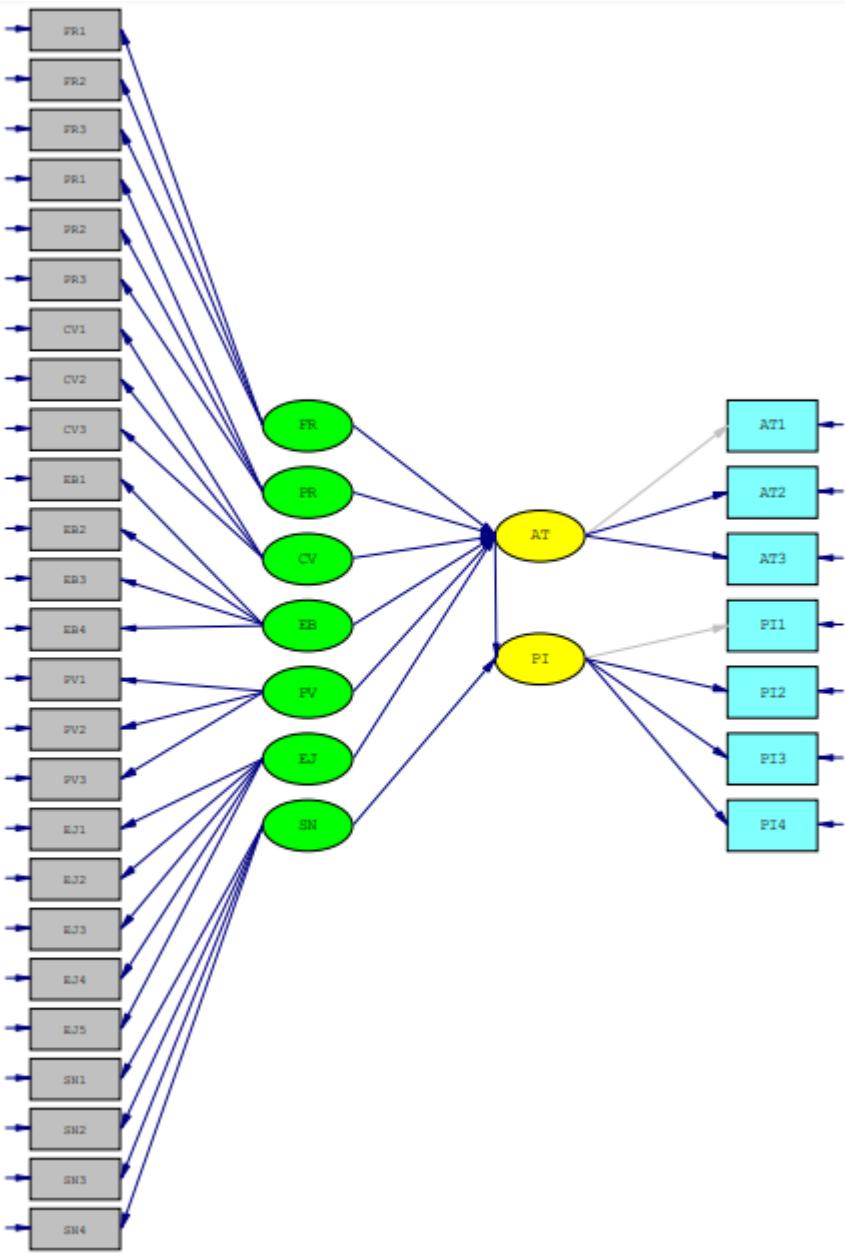 FR1
FR2
FR3
PR1
PR2
PR3
CV1
CV2
CV3
EB1
EB2
EB3
EB4
PV1
PV2
PV3
EJ1
EJ2
EJ3
EJ4
EJ5
SN1
SN2
SN3
SN4
FR
PR
CV
EB
PV
EJ
SN
AT
PI
AT1
AT2
AT3
PI1
PI2
PI3
PI4